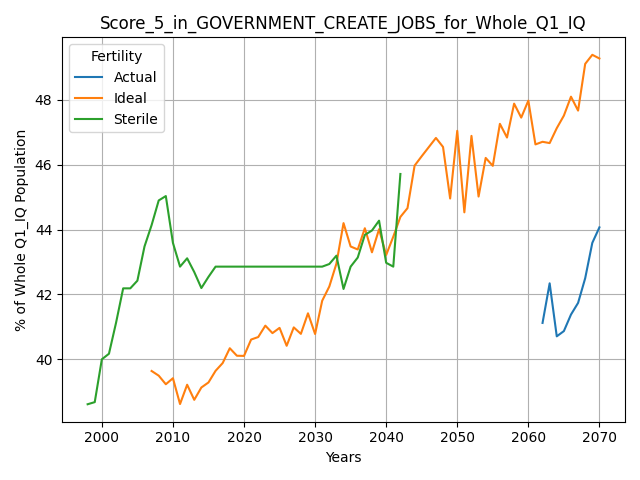 Score_5_in_GOVERNMENT_CREATE_JOBS_for_Whole_Q1_IQ
Fertility
Actual
Ideal
Sterile
% of Whole Q1_IQ Population
48
46
44
42
40
2000 2010 2020 2030 2040 2050 2060 2070
Years